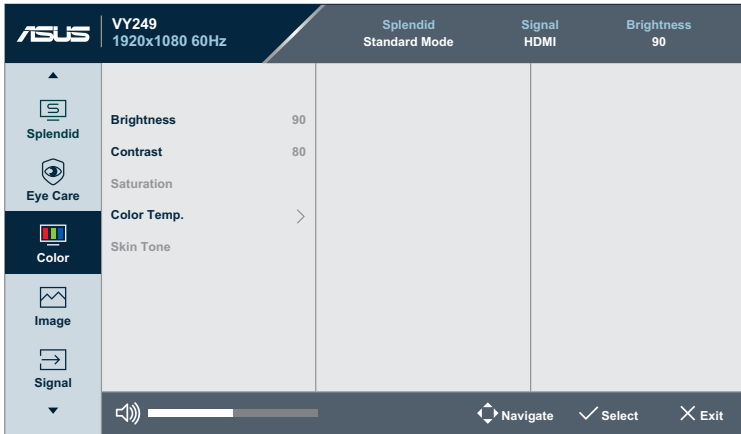 ASUS
VY249
1920x1080 60Hz
Splendid
Standard Mode
Signal
HDMI
Brightness
90
Splendid
Eye Care
Color
Image
Signal
Brightness 90
Contrast 80
Saturation
Color Temp.
Skin Tone
Navigate
Select
Exit